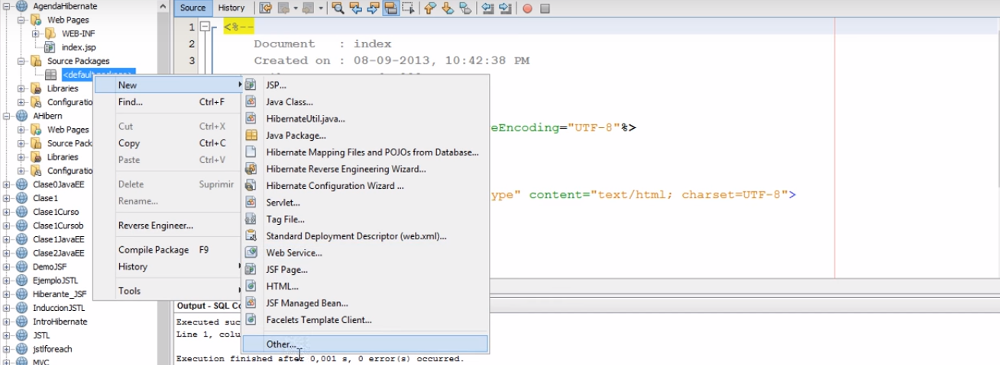 AgendaHibernate
Web Pages
WEB-INF
index.jsp
Source Packages
<default
Libraries
Configuratio
AHibern
Web Pages
Source Pack
Libraries
Configuratio
Clase0JavaEE
Clase1
Clase1Curso
Clase1Cursob
Clase1JavaEE
Clase2JavaEE
DemoJSF
EjemploJSTL
Hiberante_JSF
InduccionJSTL
IntroHibernate
JSTL
jstlforeach
MVC
New
Find... Ctrl+F
Cut Ctrl+X
Copy Ctrl+C
Paste Ctrl+V
Delete Suprimir
Rename...
Reverse Engineer...
Compile Package F9
History
Tools
JSP...
Java Class...
HibernateUtil.java...
Java Package...
Hibernate Mapping Files and POJOs from Database...
Hibernate Reverse Engineering Wizard...
Hibernate Configuration Wizard ...
Servlet...
Tag File...
Standard Deployment Descriptor (web.xml)...
Web Service...
JSF Page...
HTML...
JSF Managed Bean...
Facelets Template Client...
Other...
Source History
1 <%--
2 Document : index
3 Created on : 08-09-2013, 10:42:38 PM
eEncoding="UTF-8"%>
ype" content="text/html; charset=UTF-8">
Output - SQL Co
Executed suc
Line 1, colu
Execution finished after 0,001 s, 0 error(s) occurred.